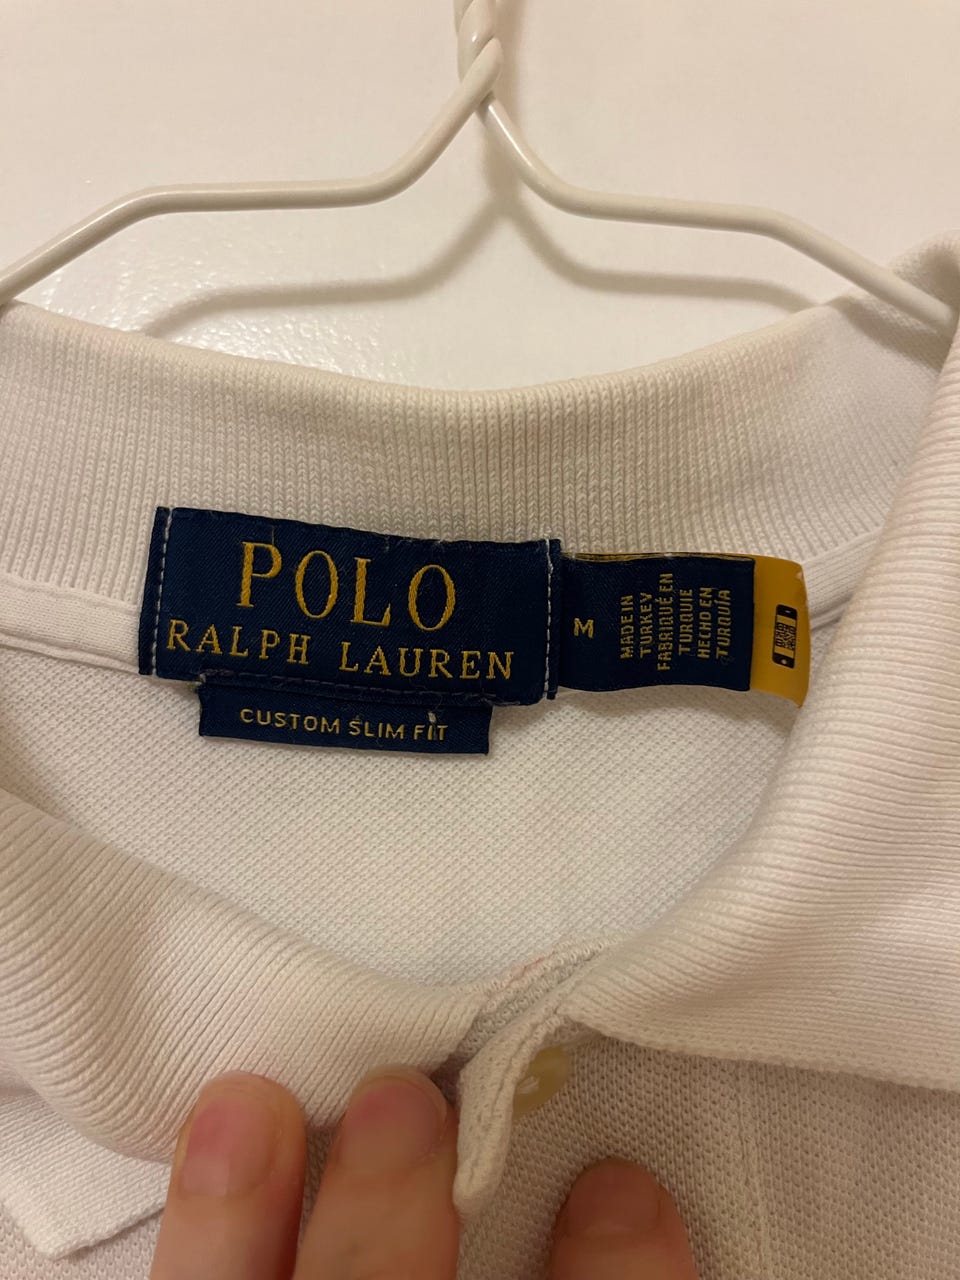 POLO
RALPH LAUREN
CUSTOM SLIM FIT
M
MADE IN
TURKEY
FABRIQUÉ EN
TURQUIE
HECHO EN
TURQUÍA